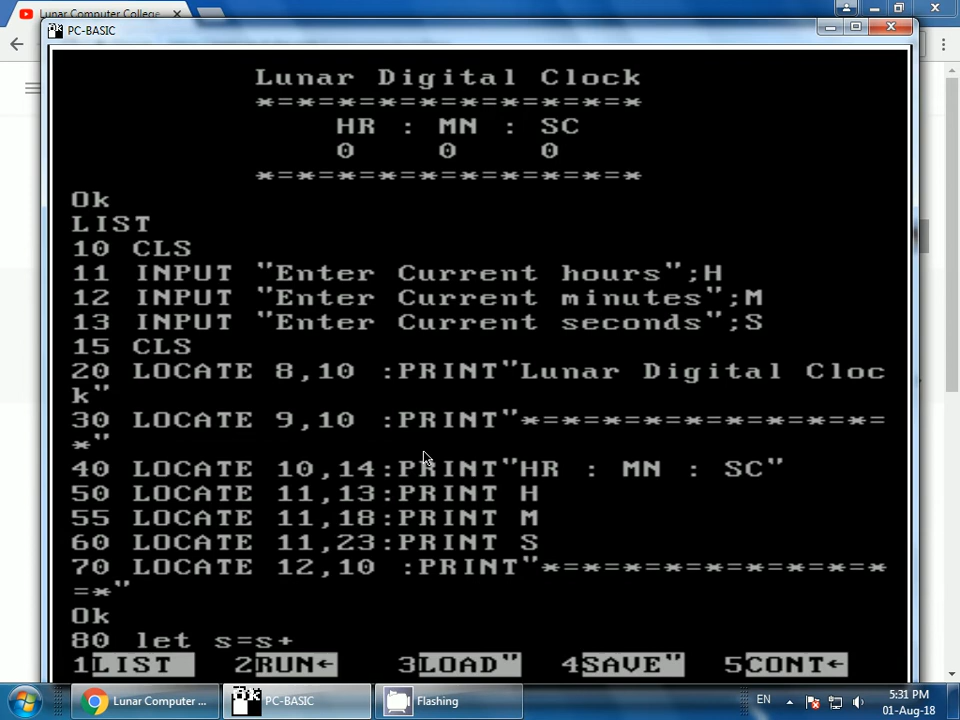 Lunar Computer College
PC-BASIC
Lunar Digital Clock
*=*=*=*=*=*=*=*=*=*
HR : MN : SC
0 0 0
*=*=*=*=*=*=*=*=*=*
Ok
LIST
10 CLS
11 INPUT "Enter Current hours";H
12 INPUT "Enter Current minutes";M
13 INPUT "Enter Current seconds";S
15 CLS
20 LOCATE 8,10 :PRINT"Lunar Digital Cloc
k"
30 LOCATE 9,10 :PRINT"*=*=*=*=*=*=*=*=*=
*"
40 LOCATE 10,14:PRINT"HR : MN : SC"
50 LOCATE 11,13:PRINT H
55 LOCATE 11,18:PRINT M
60 LOCATE 11,23:PRINT S
70 LOCATE 12,10 :PRINT"*=*=*=*=*=*=*=*=*
=*"
Ok
80 let s=s+
1LIST 2RUN← 3LOAD" 4SAVE" 5CONT←
Lunar Computer ... PC-BASIC Flashing EN 5:31 PM
01-Aug-18